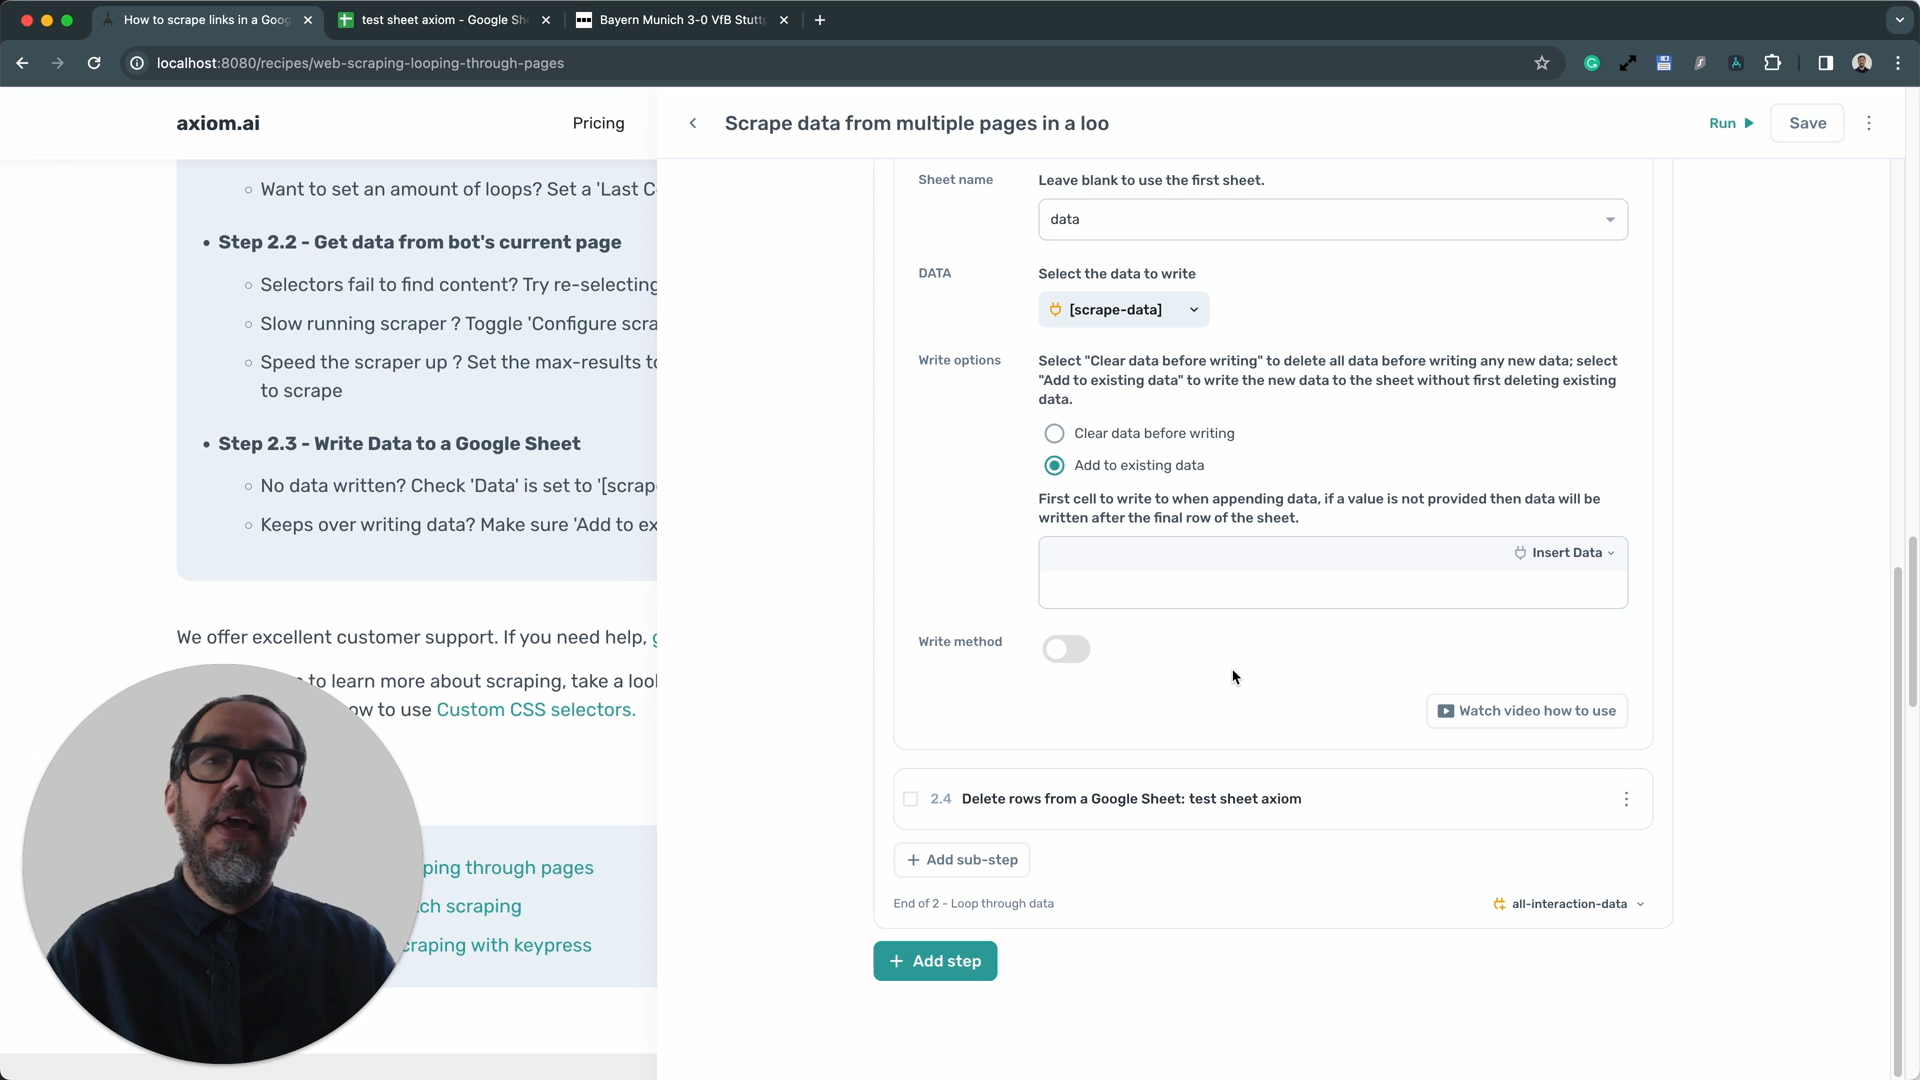 How to scrape links in a Goog
test sheet axiom - Google Sh
Bayern Munich 3-0 VfB Stutt
localhost:8080/recipes/web-scraping-looping-through-pages
axiom.ai
Pricing
Want to set an amount of loops? Set a 'Last C
Step 2.2 - Get data from bot's current page
Selectors fail to find content? Try re-selecting
Slow running scraper ? Toggle 'Configure scra
Speed the scraper up ? Set the max-results to
to scrape
Step 2.3 - Write Data to a Google Sheet
No data written? Check 'Data' is set to '[scrap
Keeps over writing data? Make sure 'Add to ex
We offer excellent customer support. If you need help,
to learn more about scraping, take a look
ow to use Custom CSS selectors.
ping through pages
ch scraping
craping with keypress
Scrape data from multiple pages in a loo
Run
Save
Sheet name
Leave blank to use the first sheet.
data
DATA
Select the data to write
[scrape-data]
Write options
Select "Clear data before writing" to delete all data before writing any new data; select
"Add to existing data" to write the new data to the sheet without first deleting existing
data.
Clear data before writing
Add to existing data
First cell to write to when appending data, if a value is not provided then data will be
written after the final row of the sheet.
Insert Data
Write method
Watch video how to use
2.4 Delete rows from a Google Sheet: test sheet axiom
+ Add sub-step
End of 2 - Loop through data
all-interaction-data
+ Add step